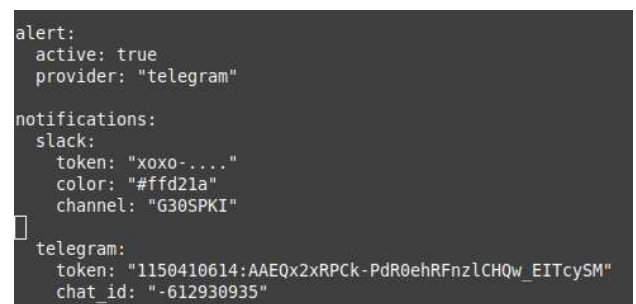 alert:
  active: true
  provider: "telegram"
notifications:
  slack:
    token: "xoxo-...."
    color: "#ffd21a"
    channel: "G30SPKI"
  telegram:
    token: "1150410614:AAEQx2xRPCk-PdR0ehRFnzlCHQw_EITcySM"
    chat_id: "-612930935"